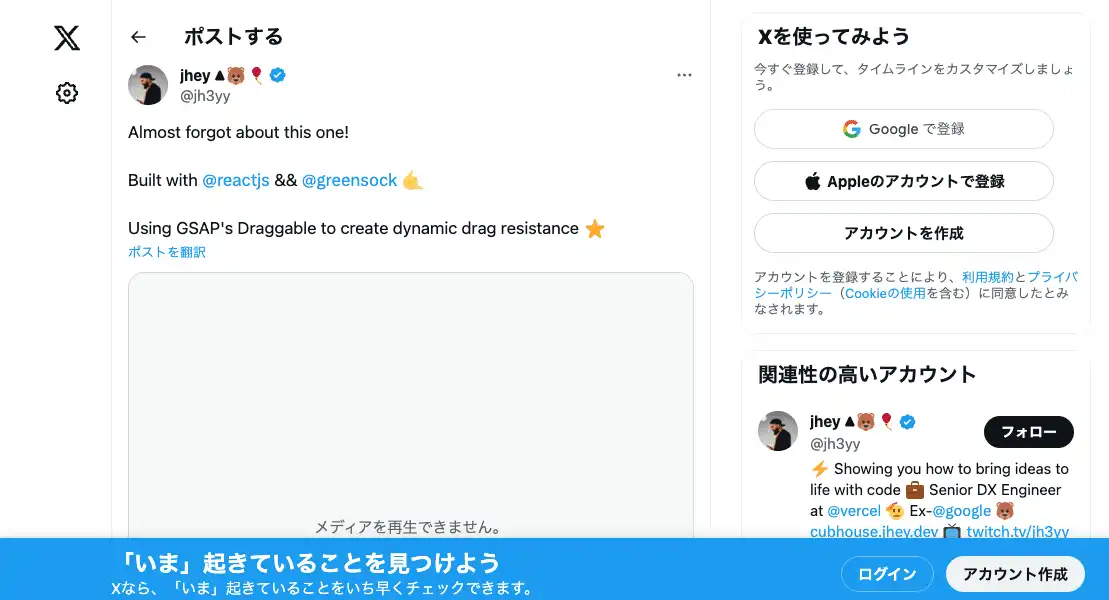 ポストする
jhey
@jh3yy
Almost forgot about this one!
Built with @reactjs && @greensock
Using GSAP's Draggable to create dynamic drag resistance
ポストを翻訳
メディアを再生できません。
Xを使ってみよう
今すぐ登録して、タイムラインをカスタマイズしましょ
う。
Google で登録
Appleのアカウントで登録
アカウントを作成
アカウントを登録することにより、利用規約とプライバ
シーポリシー（Cookieの使用を含む）に同意したとみ
なされます。
関連性の高いアカウント
jhey
@jh3yy
フォロー
Showing you how to bring ideas to
life with code Senior DX Engineer
at @vercel Ex-@google
cubhouse.jhey.dev twitch.tv/jh3yy
「いま」起きていることを見つけよう
Xなら、「いま」起きていることをいち早くチェックできます。
ログイン
アカウント作成